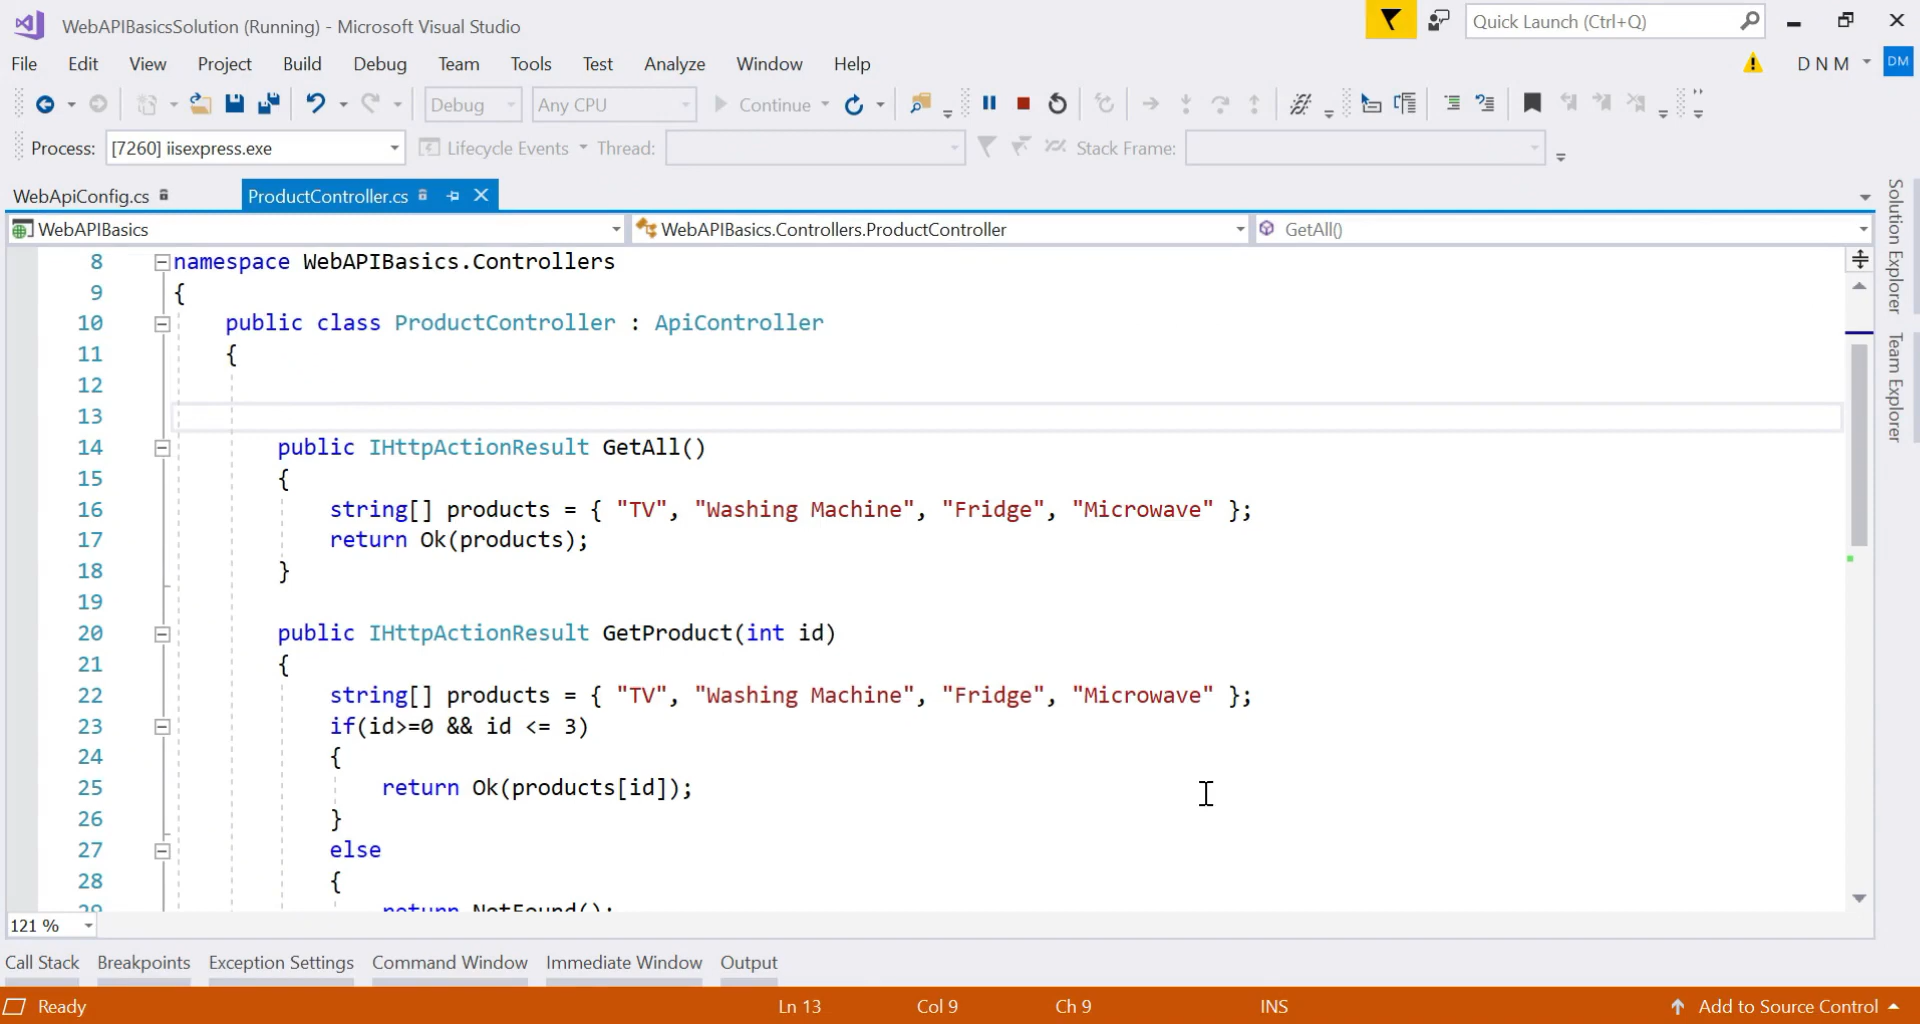 WebAPIBasicsSolution (Running) - Microsoft Visual Studio
Quick Launch (Ctrl+Q)
File Edit View Project Build Debug Team Tools Test Analyze Window Help
D N M DM
Debug Any CPU Continue
Process: [7260] iisexpress.exe Lifecycle Events Thread: Stack Frame:
WebApiConfig.cs ProductController.cs
WebAPIBasics WebAPIBasics.Controllers.ProductController GetAll()
8 namespace WebAPIBasics.Controllers
9 {
10 public class ProductController : ApiController
11 {
12
13
14 public IHttpActionResult GetAll()
15 {
16 string[] products = { "TV", "Washing Machine", "Fridge", "Microwave" };
17 return Ok(products);
18 }
19
20 public IHttpActionResult GetProduct(int id)
21 {
22 string[] products = { "TV", "Washing Machine", "Fridge", "Microwave" };
23 if(id>=0 && id <= 3)
24 {
25 return Ok(products[id]);
26 }
27 else
28 {
29 return NotFound();
Solution Explorer
Team Explorer
121 %
Call Stack Breakpoints Exception Settings Command Window Immediate Window Output
Ready Ln 13 Col 9 Ch 9 INS Add to Source Control